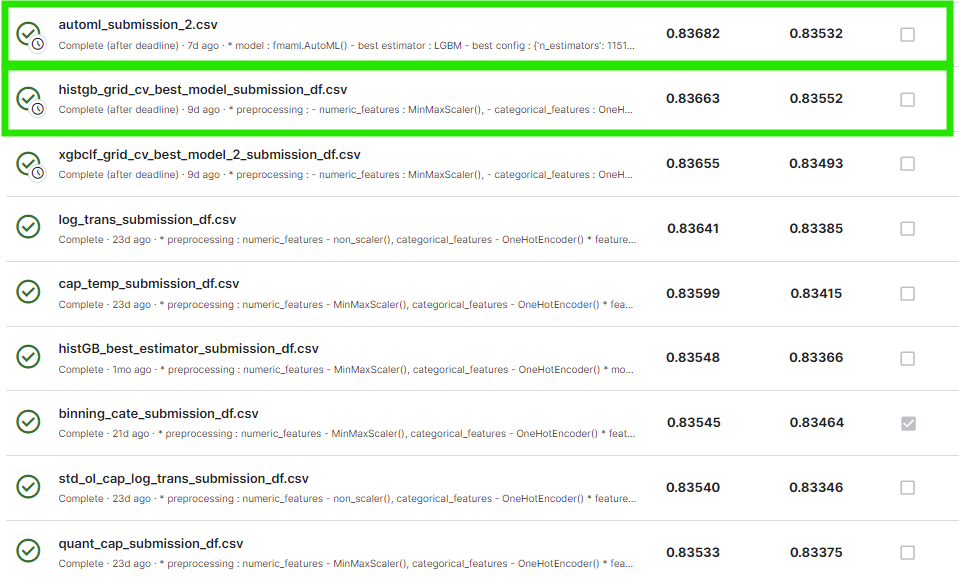 automl_submission_2.csv
0.83682 0.83532
Complete (after deadline) · 7d ago · * model : fmaml.AutoML() - best estimator : LGBM - best config : {'n_estimators': 1151...
histgb_grid_cv_best_model_submission_df.csv
0.83663 0.83552
Complete (after deadline) · 9d ago · * preprocessing : - numeric_features : MinMaxScaler(), - categorical_features : OneH...
xgbclf_grid_cv_best_model_2_submission_df.csv
0.83655 0.83493
Complete (after deadline) · 9d ago · * preprocessing : - numeric_features : MinMaxScaler(), - categorical_features : OneH...
log_trans_submission_df.csv
0.83641 0.83385
Complete · 23d ago · * preprocessing : numeric_features - non_scaler(), categorical_features - OneHotEncoder() * feature...
cap_temp_submission_df.csv
0.83599 0.83415
Complete · 23d ago · * preprocessing : numeric_features - MinMaxScaler(), categorical_features - OneHotEncoder() * fea...
histGB_best_estimator_submission_df.csv
0.83548 0.83366
Complete · 1mo ago · * preprocessing : numeric_features - MinMaxScaler(), categorical_features - OneHotEncoder() * mo...
binning_cate_submission_df.csv
0.83545 0.83464
Complete · 21d ago · * preprocessing : numeric_features - MinMaxScaler(), categorical_features - OneHotEncoder() * feat...
std_ol_cap_log_trans_submission_df.csv
0.83540 0.83346
Complete · 23d ago · * preprocessing : numeric_features - non_scaler(), categorical_features - OneHotEncoder() * feature...
quant_cap_submission_df.csv
0.83533 0.83375
Complete · 23d ago · * preprocessing : numeric_features - MinMaxScaler(), categorical_features - OneHotEncoder() * fea...